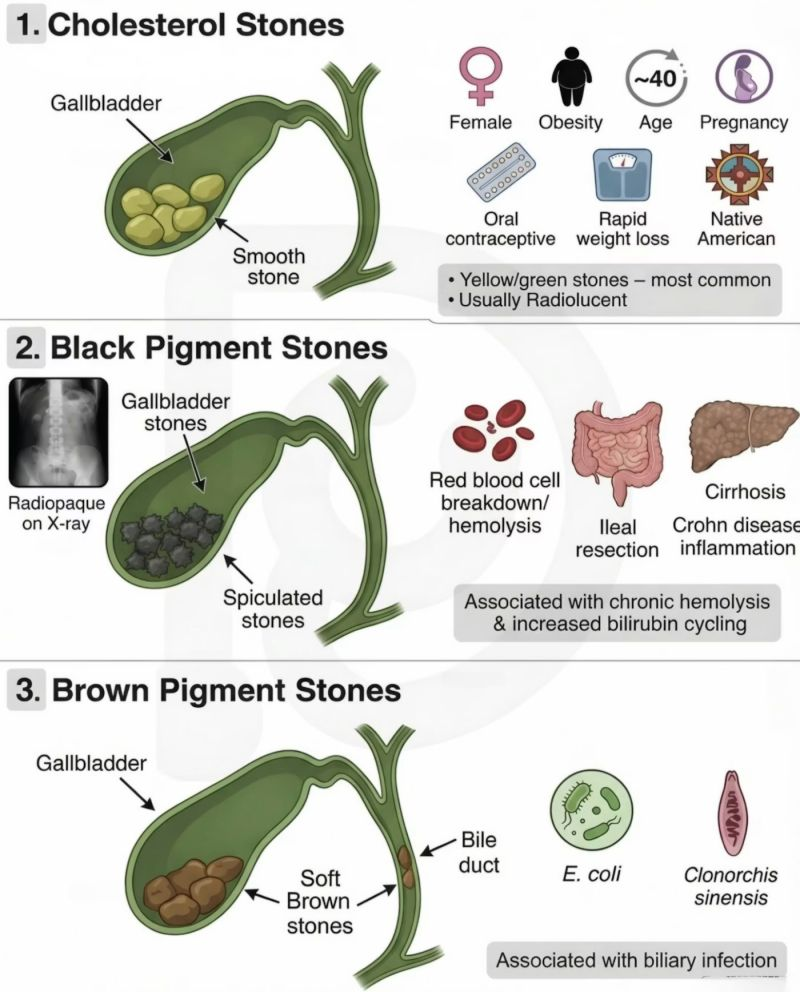 1. Cholesterol Stones
Gallbladder
Smooth
stone
~40
Female
Obesity
Age
Pregnancy
Oral
contraceptive
Rapid
weight loss
Native
American
• Yellow/green stones – most common
• Usually Radiolucent
2. Black Pigment Stones
Radiopaque
on X-ray
Gallbladder
stones
Spiculated
stones
Red blood cell
breakdown/
hemolysis
Ileal
resection
Cirrhosis
Crohn disease
inflammation
Associated with chronic hemolysis
& increased bilirubin cycling
3. Brown Pigment Stones
Gallbladder
Soft
Brown
stones
Bile
duct
E. coli
Clonorchis
sinensis
Associated with biliary infection